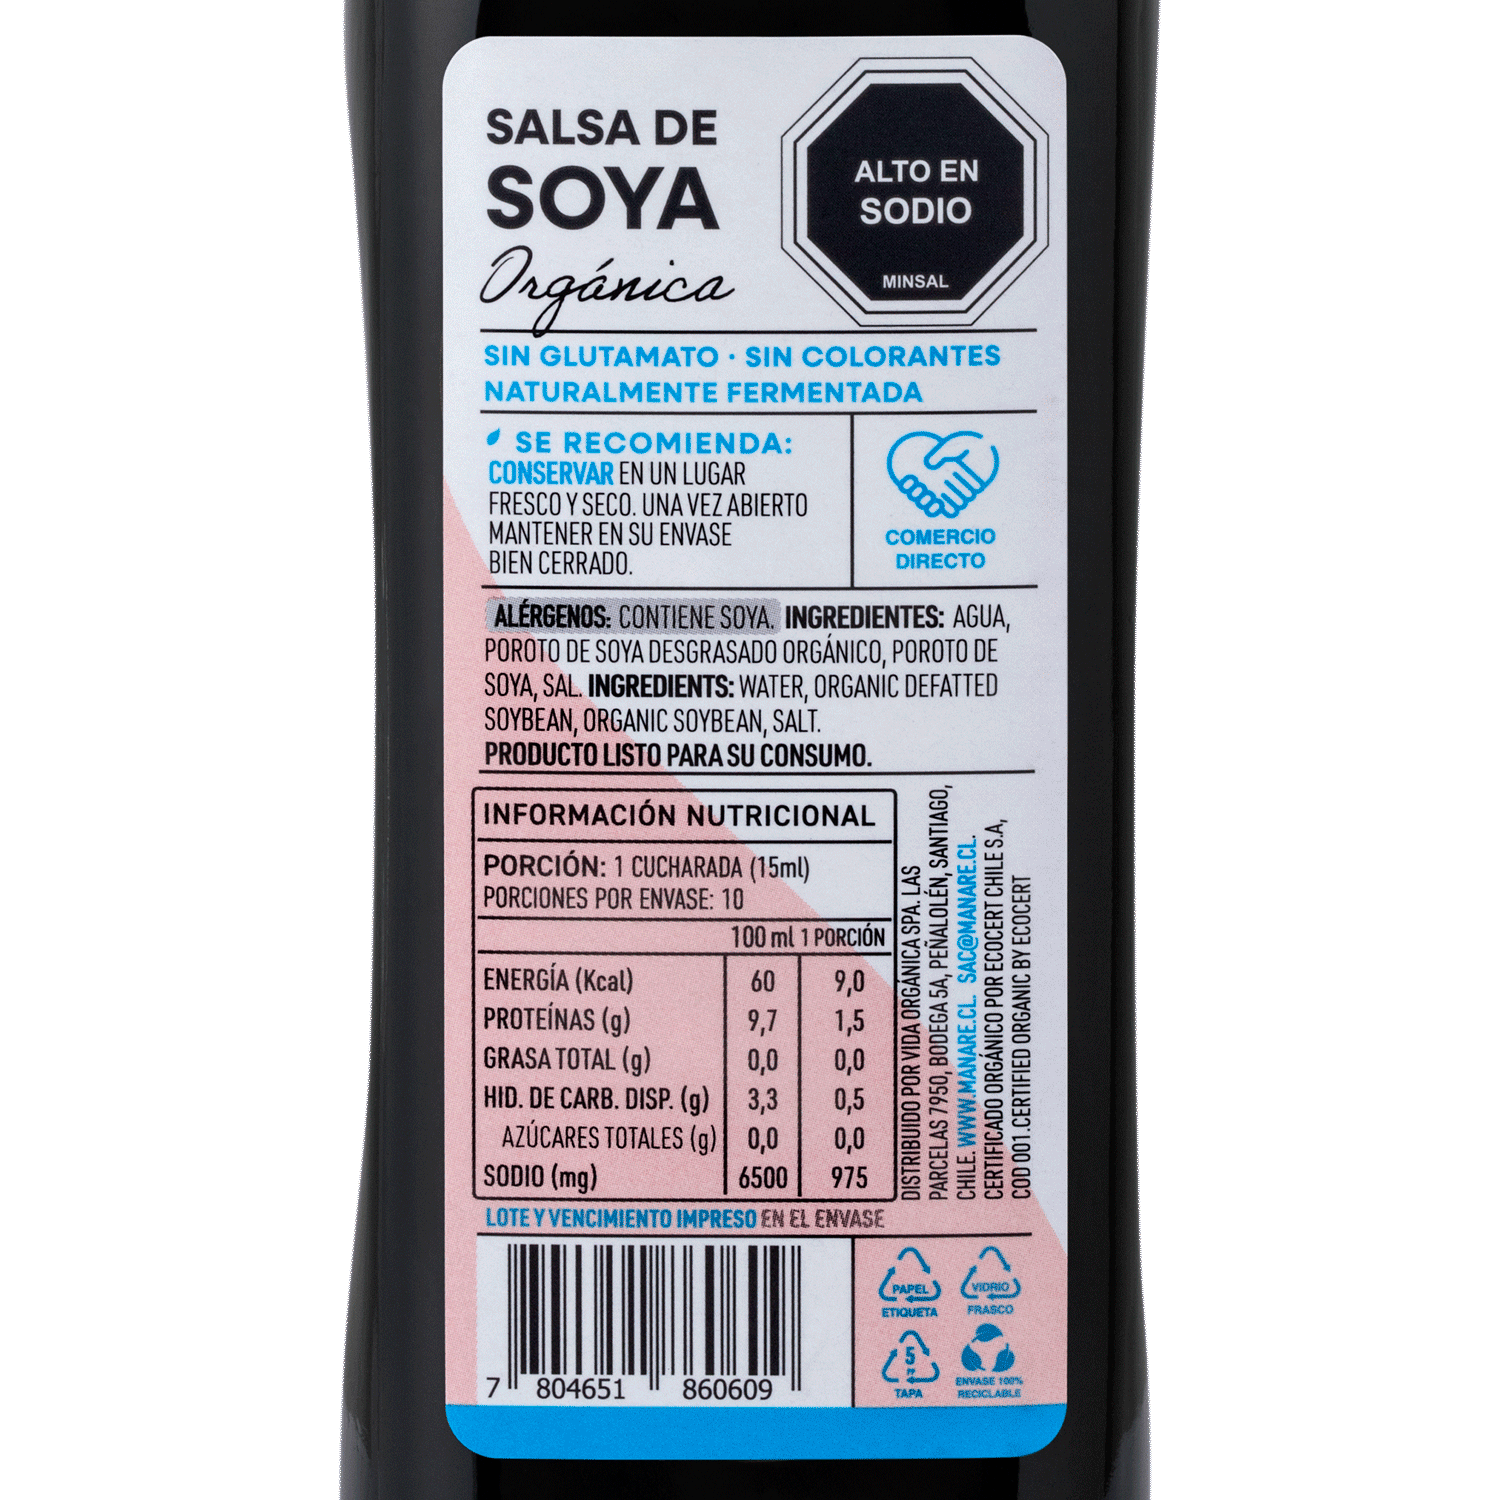 SALSA DE
SOYA
Orgánica
ALTO EN
SODIO
MINSAL
SIN GLUTAMATO · SIN COLORANTES
NATURALMENTE FERMENTADA
SE RECOMIENDA:
CONSERVAR EN UN LUGAR
FRESCO Y SECO. UNA VEZ ABIERTO
MANTENER EN SU ENVASE
BIEN CERRADO.
COMERCIO
DIRECTO
ALÉRGENOS: CONTIENE SOYA. INGREDIENTES: AGUA,
POROTO DE SOYA DESGRASADO ORGÁNICO, POROTO DE
SOYA, SAL. INGREDIENTS: WATER, ORGANIC DEFATTED
SOYBEAN, ORGANIC SOYBEAN, SALT.
PRODUCTO LISTO PARA SU CONSUMO.
INFORMACIÓN NUTRICIONAL
PORCIÓN: 1 CUCHARADA (15ml)
PORCIONES POR ENVASE: 10
100 ml 1 PORCIÓN
ENERGÍA (Kcal) 60 9,0
PROTEÍNAS (g) 9,7 1,5
GRASA TOTAL (g) 0,0 0,0
HID. DE CARB. DISP. (g) 3,3 0,5
AZÚCARES TOTALES (g) 0,0 0,0
SODIO (mg) 6500 975
DISTRIBUIDO POR VIDA ORGÁNICA SPA. LAS
PARCELAS 7950, BODEGA 5A, PEÑALOLÉN, SANTIAGO,
CHILE. WWW.MANARE.CL. SAC@MANARE.CL.
CERTIFICADO ORGÁNICO POR ECOCERT CHILE S.A,
COD 001.CERTIFIED ORGANIC BY ECOCERT
LOTE Y VENCIMIENTO IMPRESO EN EL ENVASE
7 804651 860609
PAPEL
ETIQUETA
VIDRIO
FRASCO
5
TAPA
ENVASE 100%
RECICLABLE